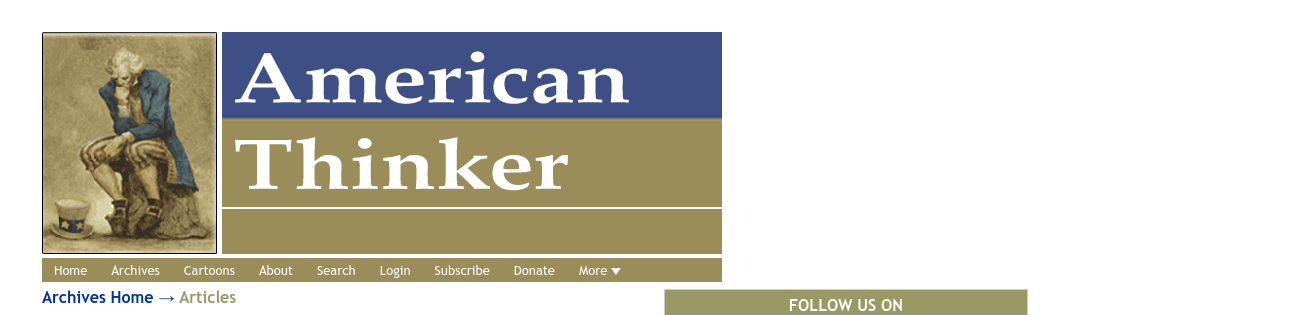 American
Thinker
Home Archives Cartoons About Search Login Subscribe Donate More ▼
Archives Home → Articles
FOLLOW US ON